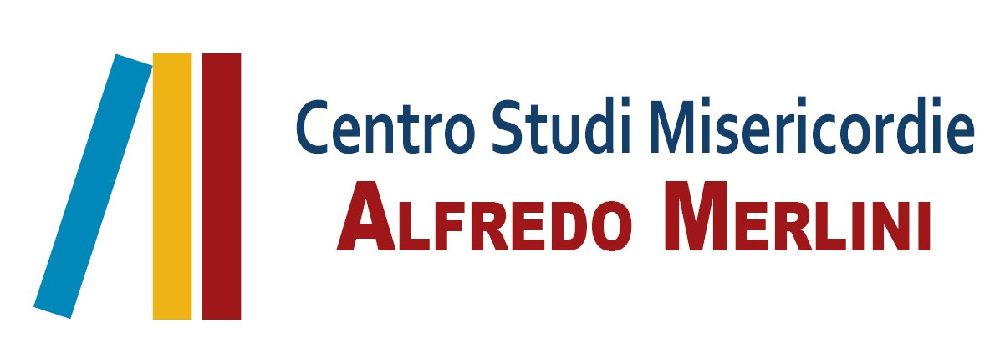 Centro Studi Misericordie
ALFREDO MERLINI